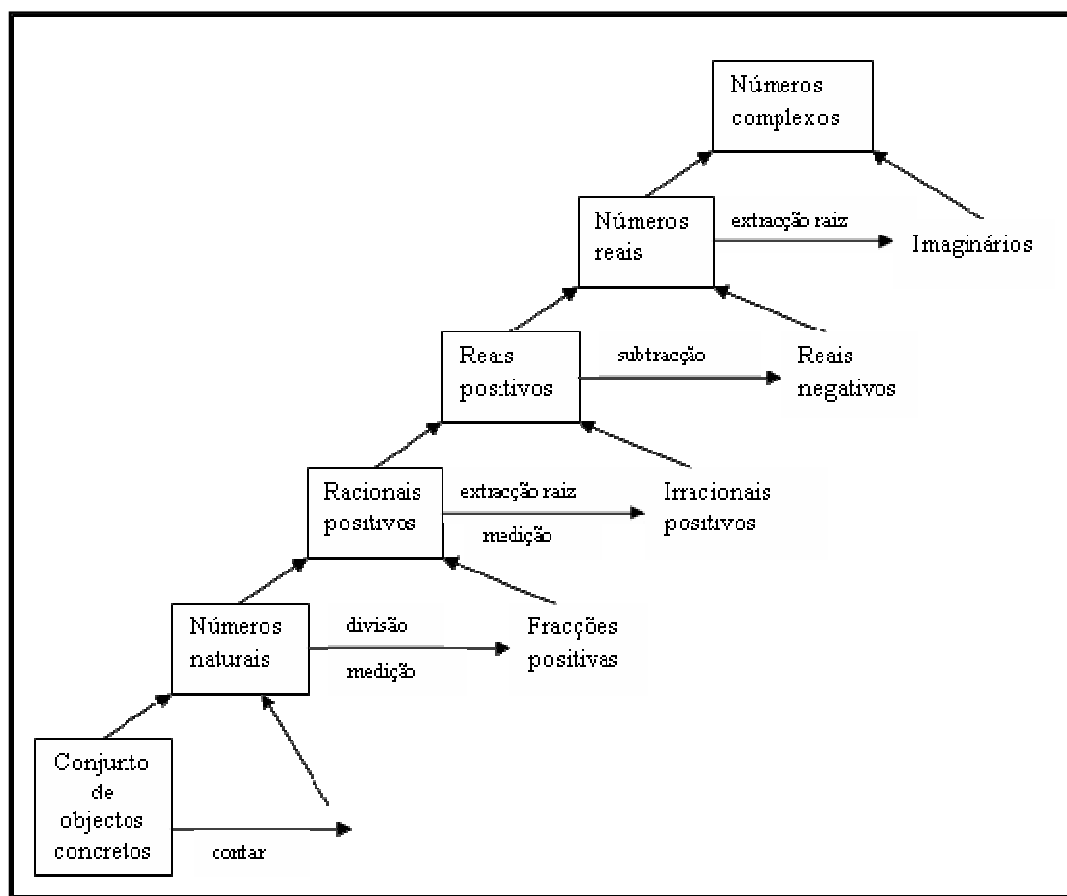 Números
complexos
Números
reais
extracção raiz
Imaginários
Reais
positivos
subtracção
Reais
negativos
Racionais
positivos
extracção raiz
medição
Irracionais
positivos
Números
naturais
divisão
medição
Fracções
positivas
Conjunto
de
objectos
concretos
contar